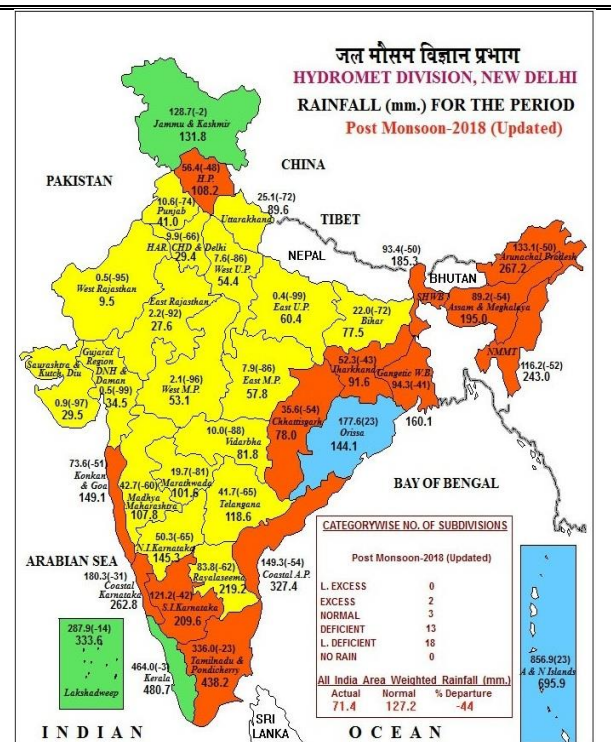 जल मौसम विज्ञान प्रभाग
HYDROMET DIVISION, NEW DELHI
RAINFALL (mm.) FOR THE PERIOD
Post Monsoon-2018 (Updated)
128.7(-2)
Jammu & Kashmir
131.8
CHINA
56.4(-48)
H.P.
108.2
PAKISTAN
10.6(-74)
Punjab
41.0
25.1(-72)
Uttarakhand
89.6
TIBET
9.9(-66)
HAR. CHD & Delhi
29.4
7.6(-86)
West U.P.
54.4
NEPAL
93.4(-50)
185.3
SHWB
BHUTAN
133.1(-50)
Arunachal Pradesh
267.2
0.5(-95)
West Rajasthan
9.5
East Rajasthan
2.2(-92)
27.6
0.4(-99)
East U.P.
60.4
22.0(-72)
Bihar
77.5
89.2(-54)
Assam & Meghalaya
195.0
NMMT
116.2(-52)
243.0
Saurashtra &
Kutch, Diu
0.9(-97)
29.5
Gujarat
Region
DNH &
Daman
0.5(-99)
34.5
2.1(-96)
West M.P.
53.1
7.9(-86)
East M.P.
57.8
52.3(-43)
Jharkhand
91.6
Gangetic W.B.
94.3(-41)
160.1
35.6(-54)
Chhattisgarh
78.0
177.6(23)
Orissa
144.1
10.0(-88)
Vidarbha
81.8
73.6(-51)
Konkan
& Goa
149.1
42.7(-60)
Madhya
Maharashtra
107.8
19.7(-81)
Marathwada
101.6
41.7(-65)
Telangana
118.6
BAY OF BENGAL
50.3(-65)
N.I.Karnataka
145.3
ARABIAN SEA
180.3(-31)
Coastal
Karnataka
262.8
83.8(-62)
Rayalaseema
219.2
149.3(-54)
Coastal A.P.
327.4
121.2(-42)
S.I.Karnataka
209.6
287.9(-14)
333.6
Lakshadweep
464.0(-3)
Kerala
480.7
336.0(-23)
Tamilnadu &
Pondicherry
438.2
CATEGORYWISE NO. OF SUBDIVISIONS
Post Monsoon-2018 (Updated)
L. EXCESS 0
EXCESS 2
NORMAL 3
DEFICIENT 13
L. DEFICIENT 18
NO RAIN 0
All India Area Weighted Rainfall (mm.)
Actual Normal % Departure
71.4 127.2 -44
856.9(23)
A & N Islands
695.9
SRI
LANKA
INDIAN OCEAN